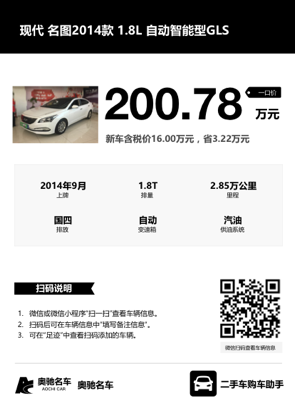 现代 名图2014款 1.8L 自动智能型GLS
200.78 万元
一口价
新车含税价16.00万元，省3.22万元
2014年9月 1.8T 2.85万公里
上牌 排量 里程
国四 自动 汽油
排放 变速箱 供油系统
扫码说明
1. 微信或微信小程序"扫一扫"查看车辆信息。
2. 扫码后可在车辆信息中"填写备注信息"。
3. 可在"足迹"中查看扫码添加的车辆。
微信扫码查看车辆信息
奥驰名车
AOCHI CAR
奥驰名车
二手车购车助手